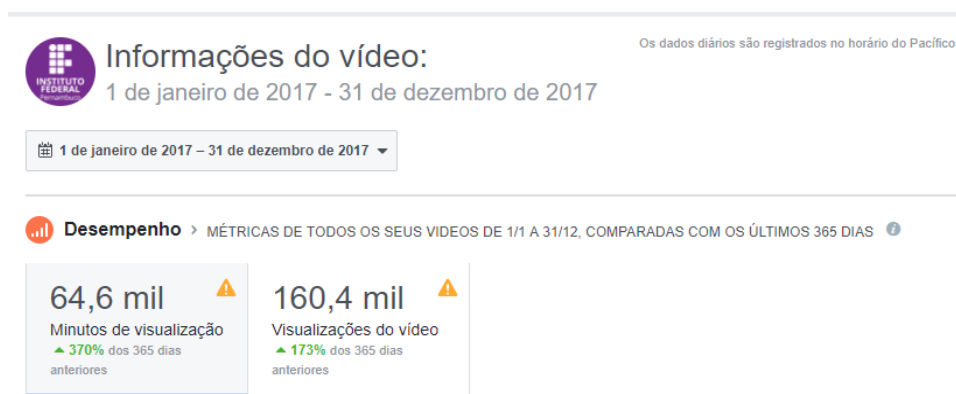 Os dados diários são registrados no horário do Pacífico
INSTITUTO
FEDERAL
Pernambuco
Informações do vídeo:
1 de janeiro de 2017 - 31 de dezembro de 2017
1 de janeiro de 2017 – 31 de dezembro de 2017
Desempenho > MÉTRICAS DE TODOS OS SEUS VIDEOS DE 1/1 A 31/12, COMPARADAS COM OS ÚLTIMOS 365 DIAS
64,6 mil
Minutos de visualização
370% dos 365 dias
anteriores
160,4 mil
Visualizações do vídeo
173% dos 365 dias
anteriores